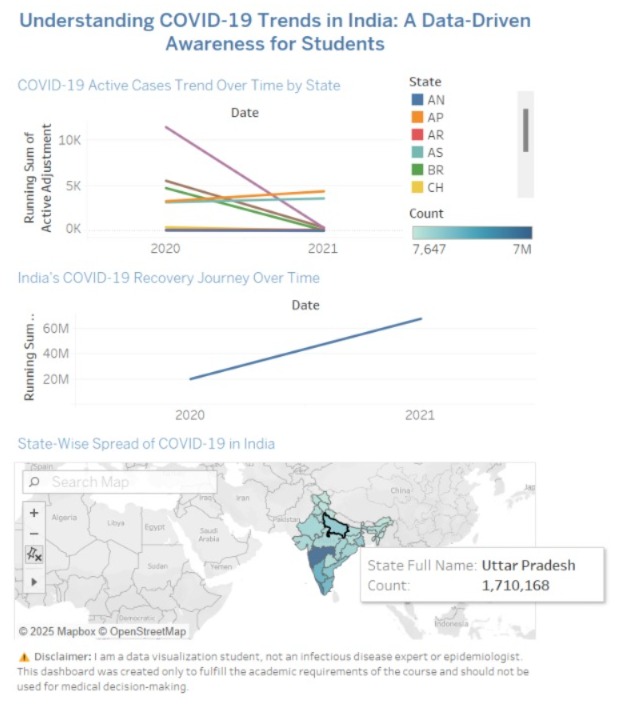 Understanding COVID-19 Trends in India: A Data-Driven
Awareness for Students
COVID-19 Active Cases Trend Over Time by State
Date
Running Sum of
Active Adjustment
10K
5K
0K
2020
2021
State
AN
AP
AR
AS
BR
CH
Count
7,647
7M
India's COVID-19 Recovery Journey Over Time
Date
Running Sum ..
60M
40M
20M
2020
2021
State-Wise Spread of COVID-19 in India
Search Map
Spain
Algeria
Libya
Egypt
Saudi
Arabia
Iraq
Iran
Pakistan
China
Sudan
Yemen
Democratic
Indonesia
State Full Name: Uttar Pradesh
Count: 1,710,168
© 2025 Mapbox © OpenStreetMap
⚠ Disclaimer: I am a data visualization student, not an infectious disease expert or epidemiologist.
This dashboard was created only to fulfill the academic requirements of the course and should not be
used for medical decision-making.